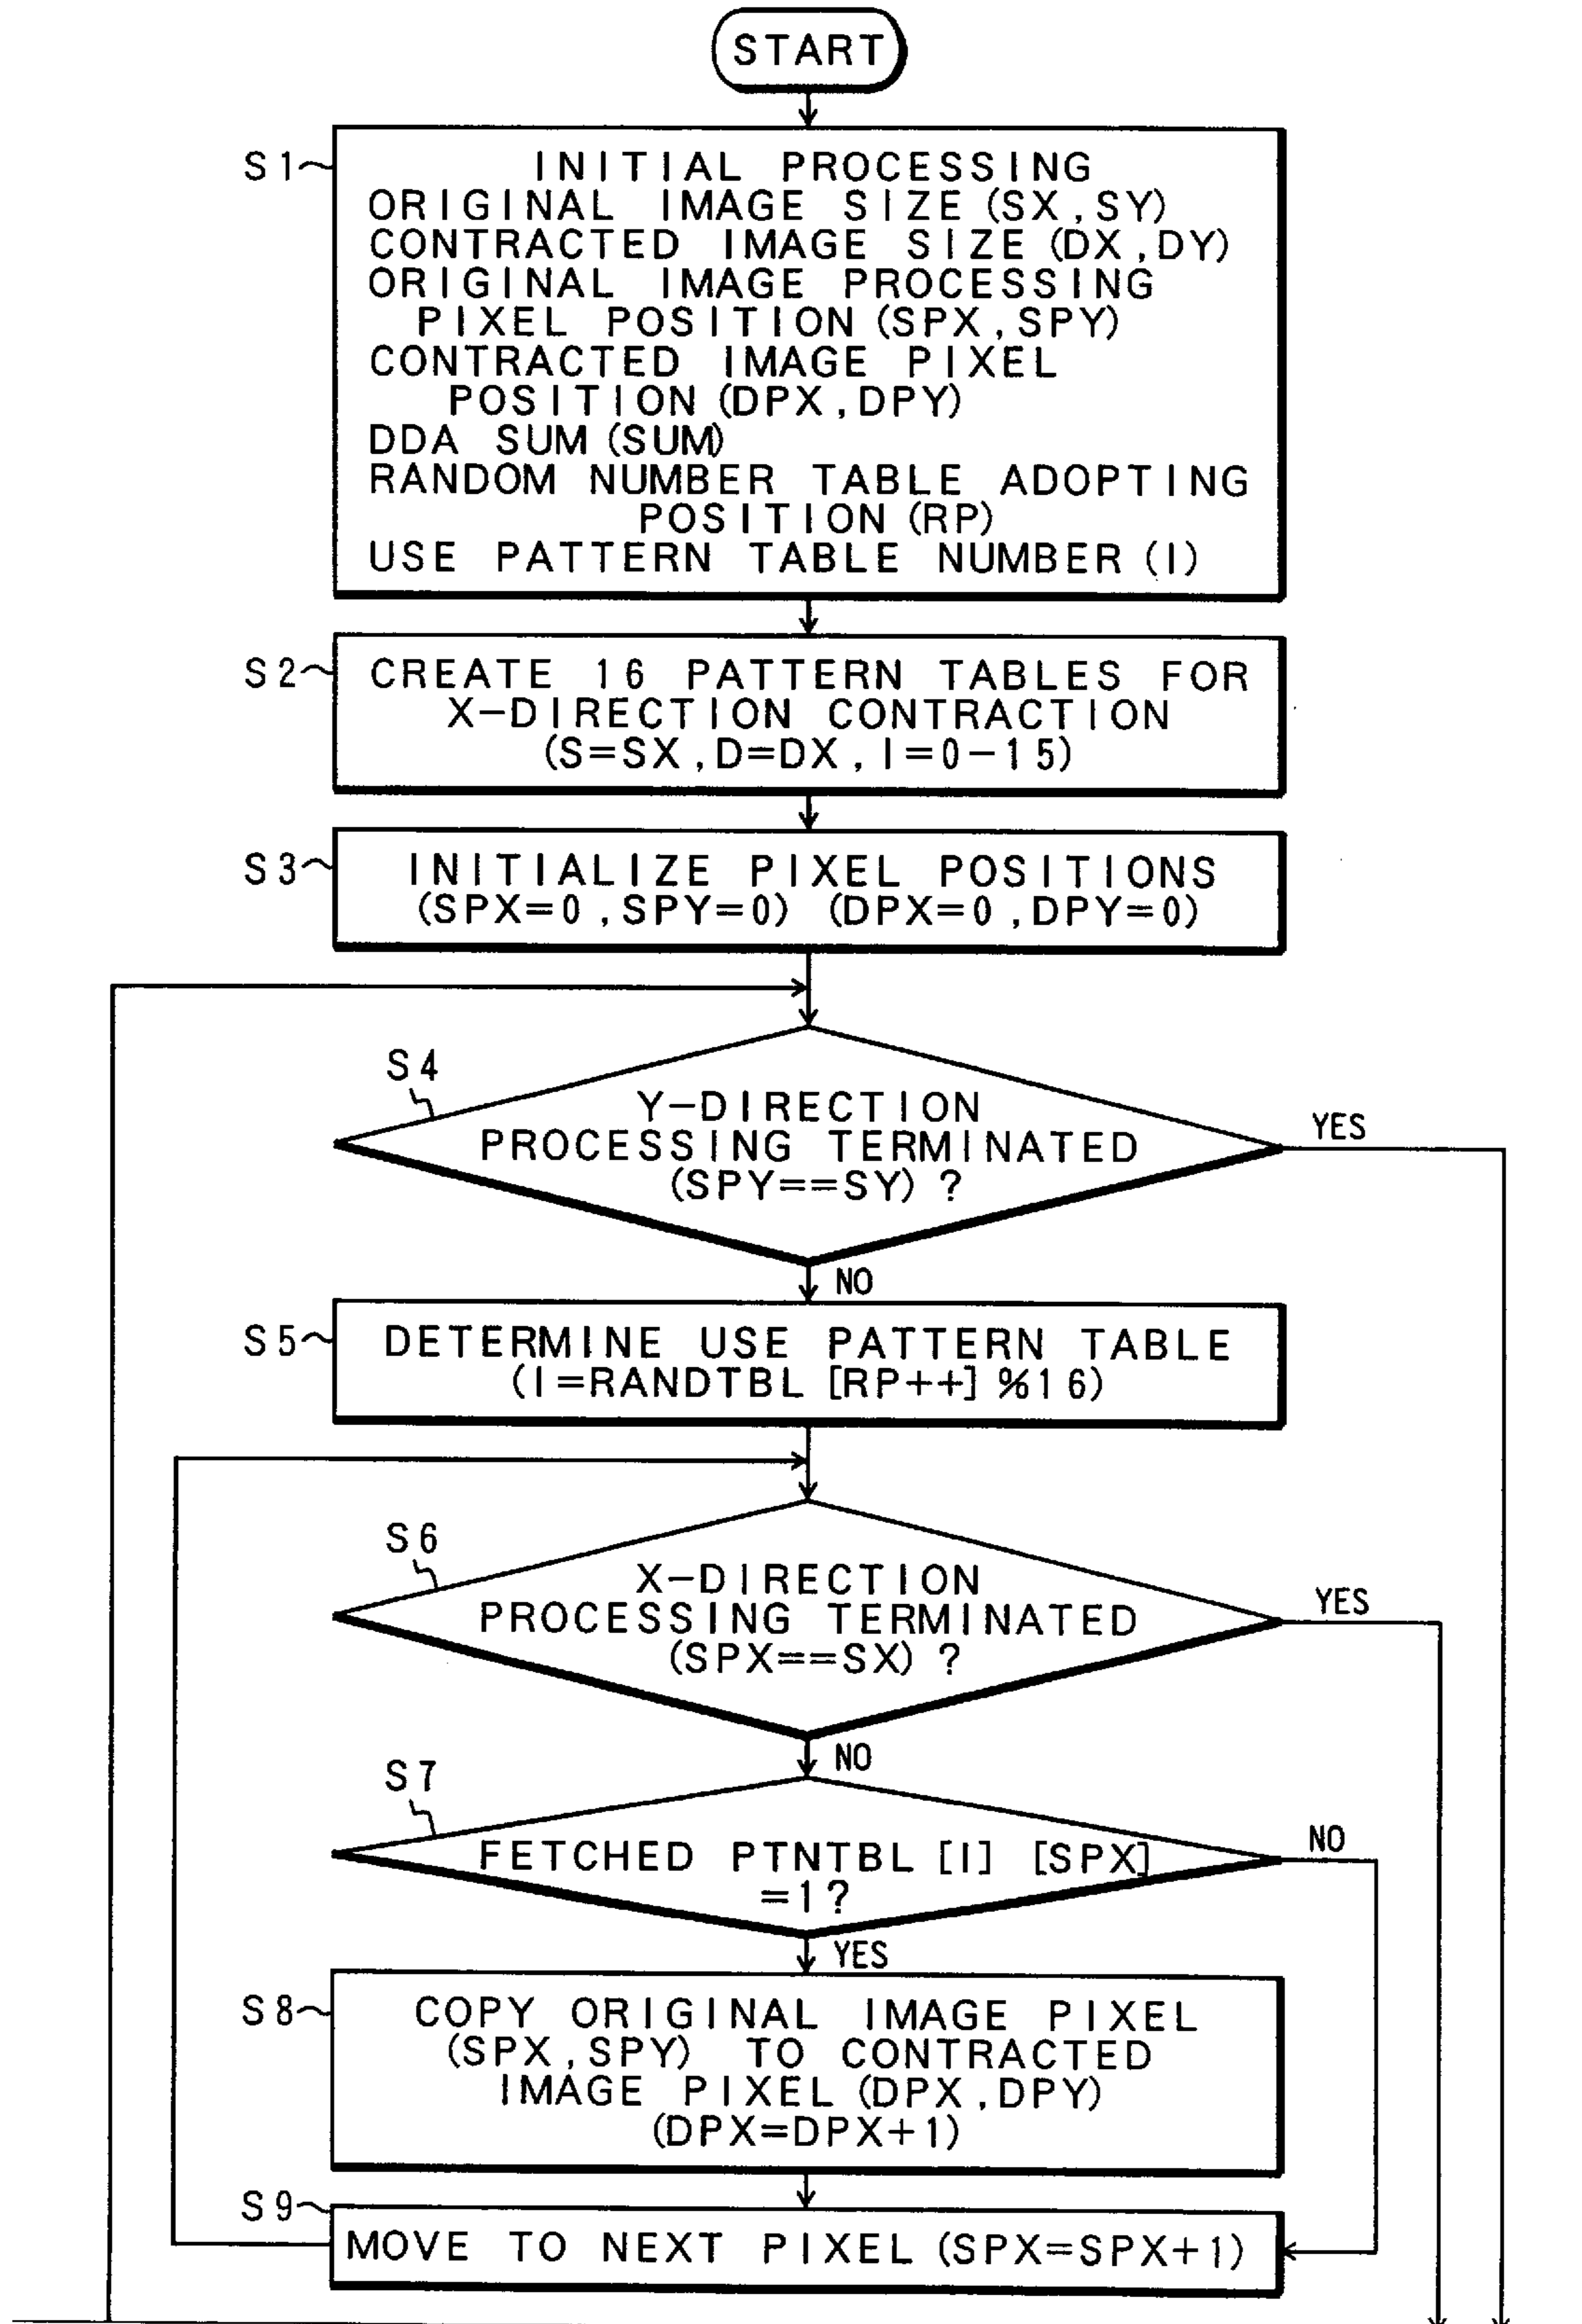 START
S1
INITIAL PROCESSING
ORIGINAL IMAGE SIZE (SX,SY)
CONTRACTED IMAGE SIZE (DX,DY)
ORIGINAL IMAGE PROCESSING
PIXEL POSITION (SPX,SPY)
CONTRACTED IMAGE PIXEL
POSITION (DPX,DPY)
DDA SUM (SUM)
RANDOM NUMBER TABLE ADOPTING
POSITION (RP)
USE PATTERN TABLE NUMBER (I)
S2
CREATE 16 PATTERN TABLES FOR
X-DIRECTION CONTRACTION
(S=SX,D=DX,I=0-15)
S3
INITIALIZE PIXEL POSITIONS
(SPX=0,SPY=0) (DPX=0,DPY=0)
S4
Y-DIRECTION
PROCESSING TERMINATED
(SPY==SY) ?
YES
NO
S5
DETERMINE USE PATTERN TABLE
(I=RANDTBL [RP++] %16)
S6
X-DIRECTION
PROCESSING TERMINATED
(SPX==SX) ?
YES
NO
S7
FETCHED PTNTBL [I] [SPX]
=1?
NO
YES
S8
COPY ORIGINAL IMAGE PIXEL
(SPX,SPY) TO CONTRACTED
IMAGE PIXEL (DPX,DPY)
(DPX=DPX+1)
S9
MOVE TO NEXT PIXEL (SPX=SPX+1)